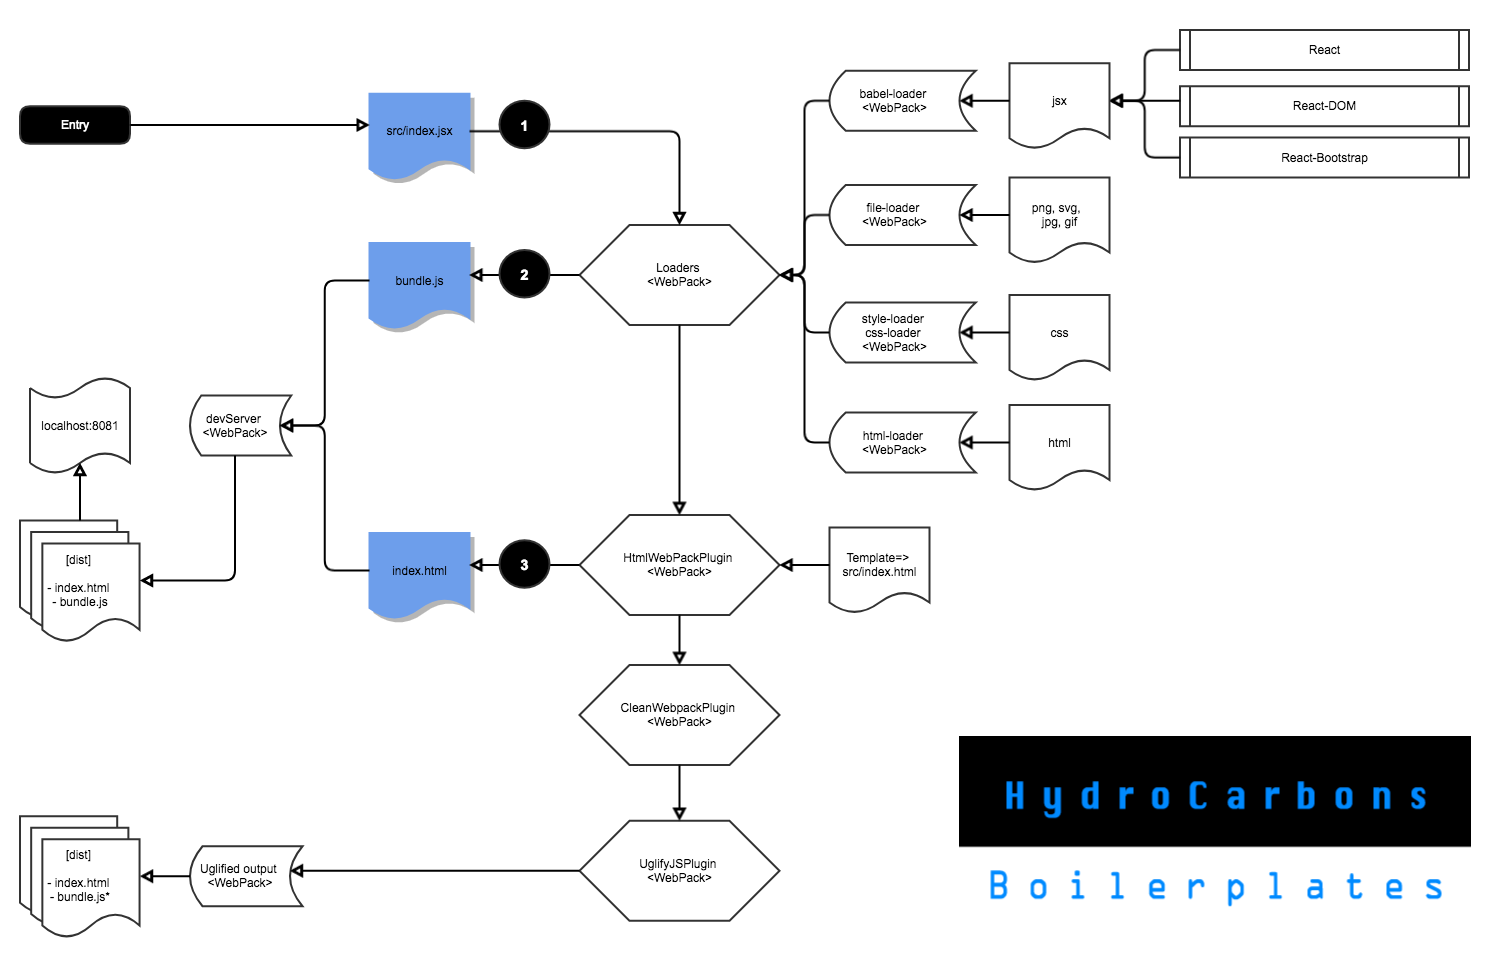 Entry
src/index.jsx
1
babel-loader
<WebPack>
jsx
React
React-DOM
React-Bootstrap
file-loader
<WebPack>
png, svg,
jpg, gif
bundle.js
2
Loaders
<WebPack>
style-loader
css-loader
<WebPack>
css
localhost:8081
devServer
<WebPack>
html-loader
<WebPack>
html
[dist]
- index.html
- bundle.js
index.html
3
HtmlWebPackPlugin
<WebPack>
Template=>
src/index.html
CleanWebpackPlugin
<WebPack>
HydroCarbons
Boilerplates
[dist]
- index.html
- bundle.js*
Uglified output
<WebPack>
UglifyJSPlugin
<WebPack>